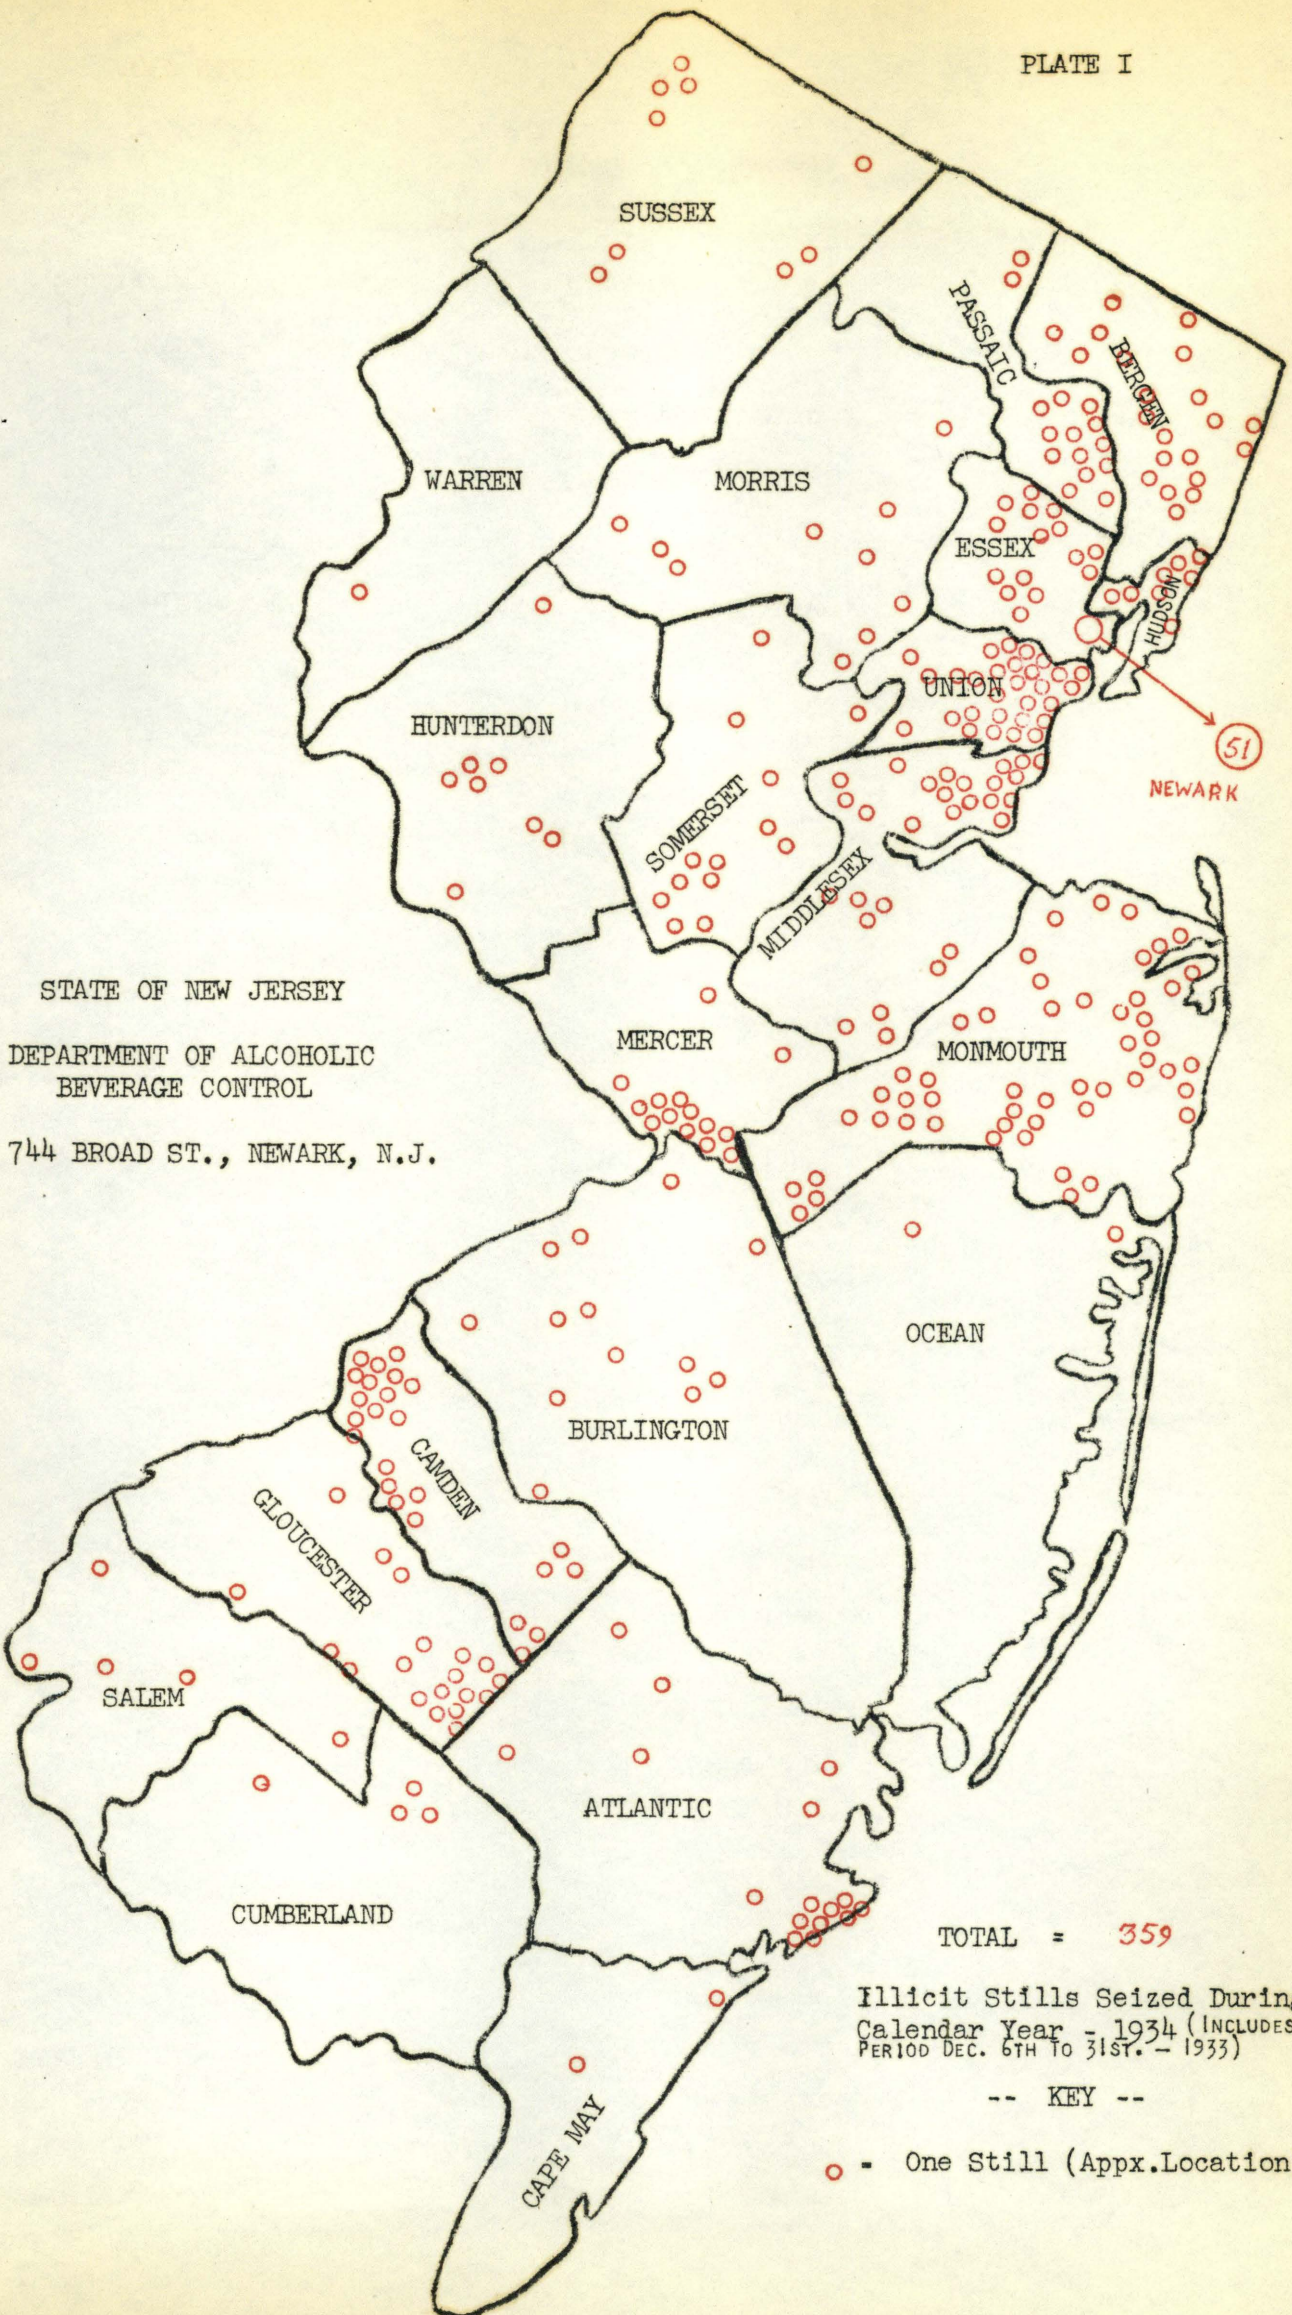 PLATE I
SUSSEX
PASSAIC
BERGEN
WARREN
MORRIS
ESSEX
HUDSON
UNION
HUNTERDON
51
NEWARK
SOMERSET
MIDDLESEX
STATE OF NEW JERSEY
DEPARTMENT OF ALCOHOLIC
BEVERAGE CONTROL
744 BROAD ST., NEWARK, N.J.
MERCER
MONMOUTH
OCEAN
BURLINGTON
CAMDEN
GLOUCESTER
SALEM
ATLANTIC
CUMBERLAND
CAPE MAY
TOTAL = 359
Illicit Stills Seized During
Calendar Year - 1934 (INCLUDES
PERIOD DEC. 6TH TO 31ST. - 1933)
-- KEY --
- One Still (Appx.Location